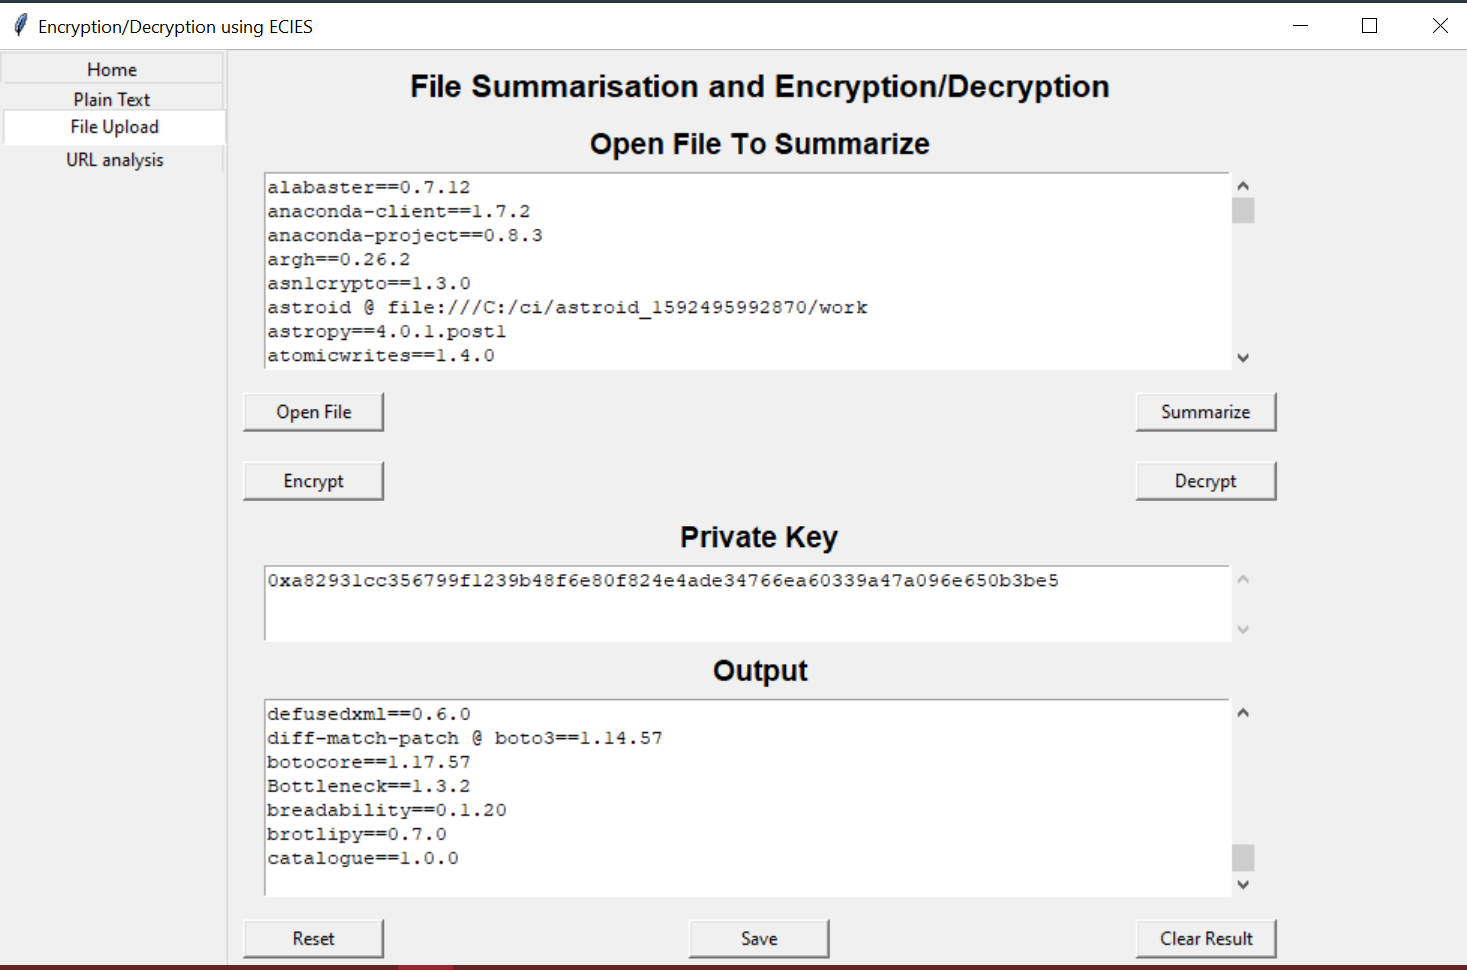 Encryption/Decryption using ECIES
Home
Plain Text
File Upload
URL analysis
File Summarisation and Encryption/Decryption
Open File To Summarize
alabaster==0.7.12
anaconda-client==1.7.2
anaconda-project==0.8.3
argh==0.26.2
asn1crypto==1.3.0
astroid @ file:///C:/ci/astroid_1592495992870/work
astropy==4.0.1.post1
atomicwrites==1.4.0
Open File
Summarize
Encrypt
Decrypt
Private Key
0xa82931cc356799f1239b48f6e80f824e4ade34766ea60339a47a096e650b3be5
Output
defusedxml==0.6.0
diff-match-patch @ boto3==1.14.57
botocore==1.17.57
Bottleneck==1.3.2
breadability==0.1.20
brotlipy==0.7.0
catalogue==1.0.0
Reset
Save
Clear Result